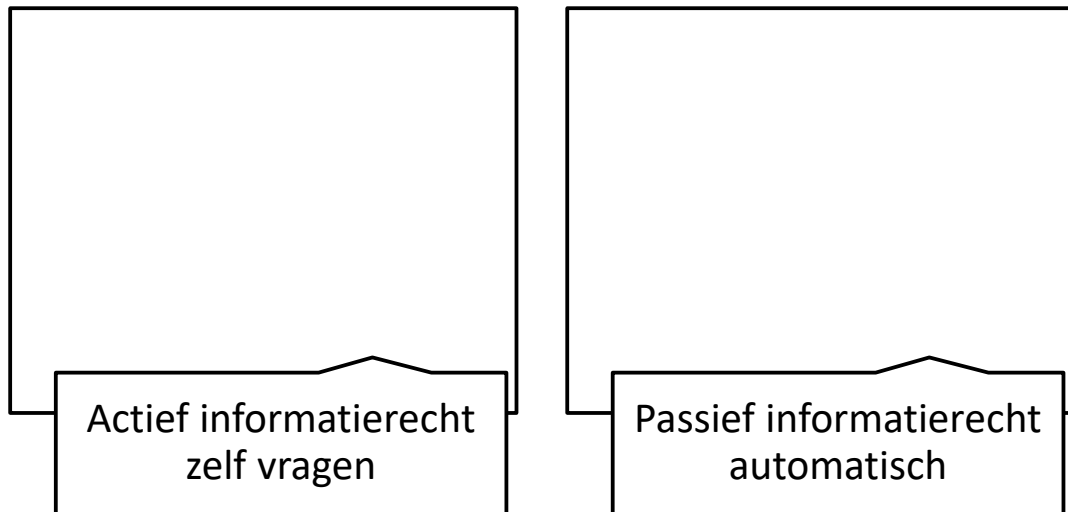 Actief informatierecht
zelf vragen
Passief informatierecht
automatisch